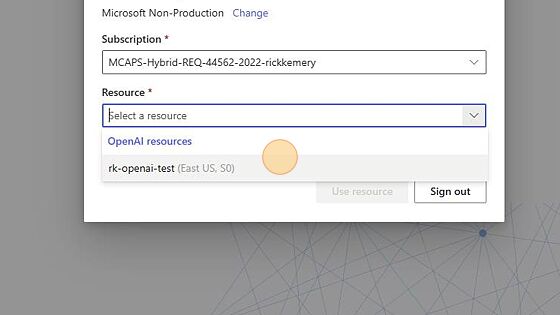 Microsoft Non-Production Change
Subscription *
MCAPS-Hybrid-REQ-44562-2022-rickkemery
Resource *
Select a resource
OpenAI resources
rk-openai-test (East US, S0)
Use resource Sign out